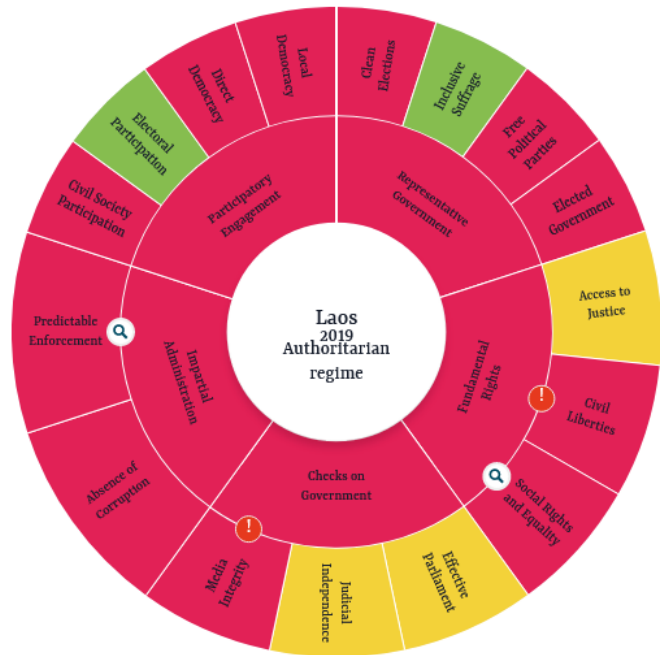 Laos
2019
Authoritarian
regime
Representative
Government
Clean
Elections
Inclusive
Suffrage
Free
Political
Parties
Elected
Government
Fundamental
Rights
Access to
Justice
Civil
Liberties
!
Social Rights
and Equality
Checks on
Government
Effective
Parliament
Judicial
Independence
Media
Integrity
!
Impartial
Administration
Absence of
Corruption
Predictable
Enforcement
Participatory
Engagement
Civil Society
Participation
Electoral
Participation
Direct
Democracy
Local
Democracy